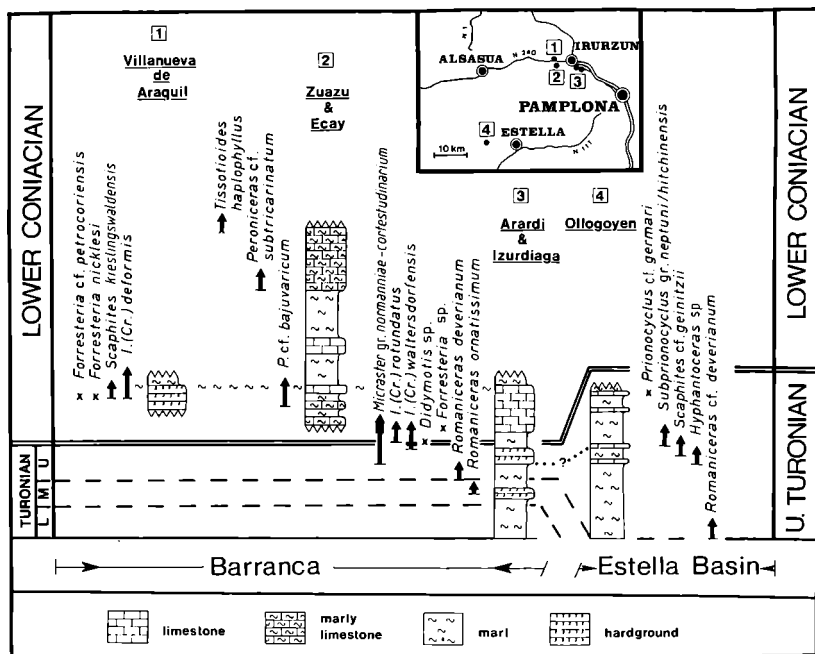 1
Villanueva
de
Araquil
2
Zuazu
&
Ecay
N 1
N 240
IRURZUN
ALSASUA
1
2
3
PAMPLONA
4
ESTELLA
N 111
10 km
3
Arardi
&
Izurdiaga
4
Ollogoyen
LOWER CONIACIAN
TURONIAN
U
M
L
Forresteria cf. petrocoriensis
Forresteria nicklesi
Scaphites kieslingswaldensis
I.(Cr.) deformis
Tissotioides
haplophyllus
Peroniceras cf.
subtricarinatum
P. cf. bajuvaricum
Micraster gr. normanniae-cortestudinarium
I.(Cr.) rotundatus
I.(Cr.) waltersdorfensis
Didymotis sp.
Forresteria sp.
Romaniceras deverianum
Romaniceras ornatissimum
?
Prionocyclus cf. germari
Subprionocyclus gr. neptuni/hitchinensis
Scaphites cf. geinitzii
Hyphantoceras sp
Romaniceras cf. deverianum
LOWER CONIACIAN
U. TURONIAN
Barranca
Estella Basin
limestone
marly
limestone
marl
hardground